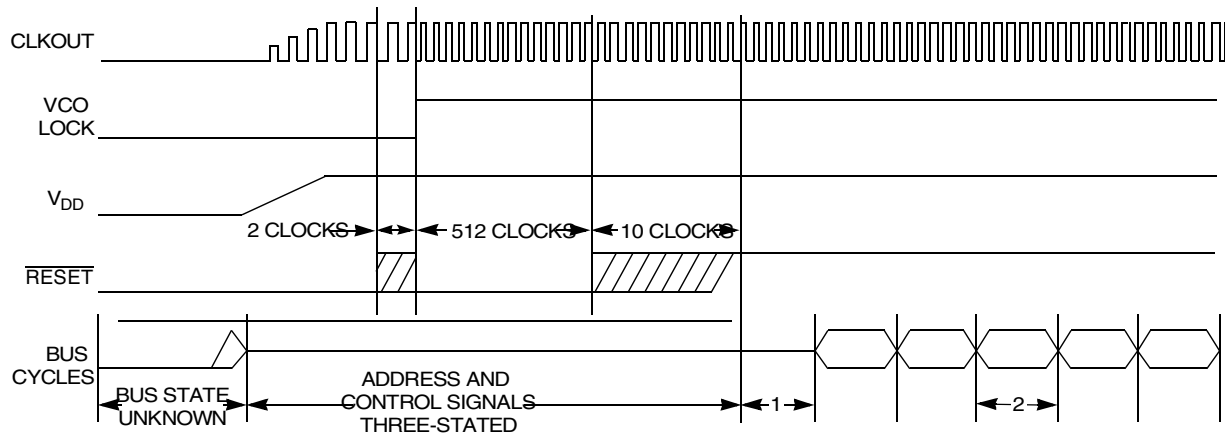 CLKOUT
VCO
LOCK
VDD
2 CLOCKS
512 CLOCKS
10 CLOCKS
RESET
BUS
CYCLES
BUS STATE
UNKNOWN
ADDRESS AND
CONTROL SIGNALS
THREE-STATED
1
2